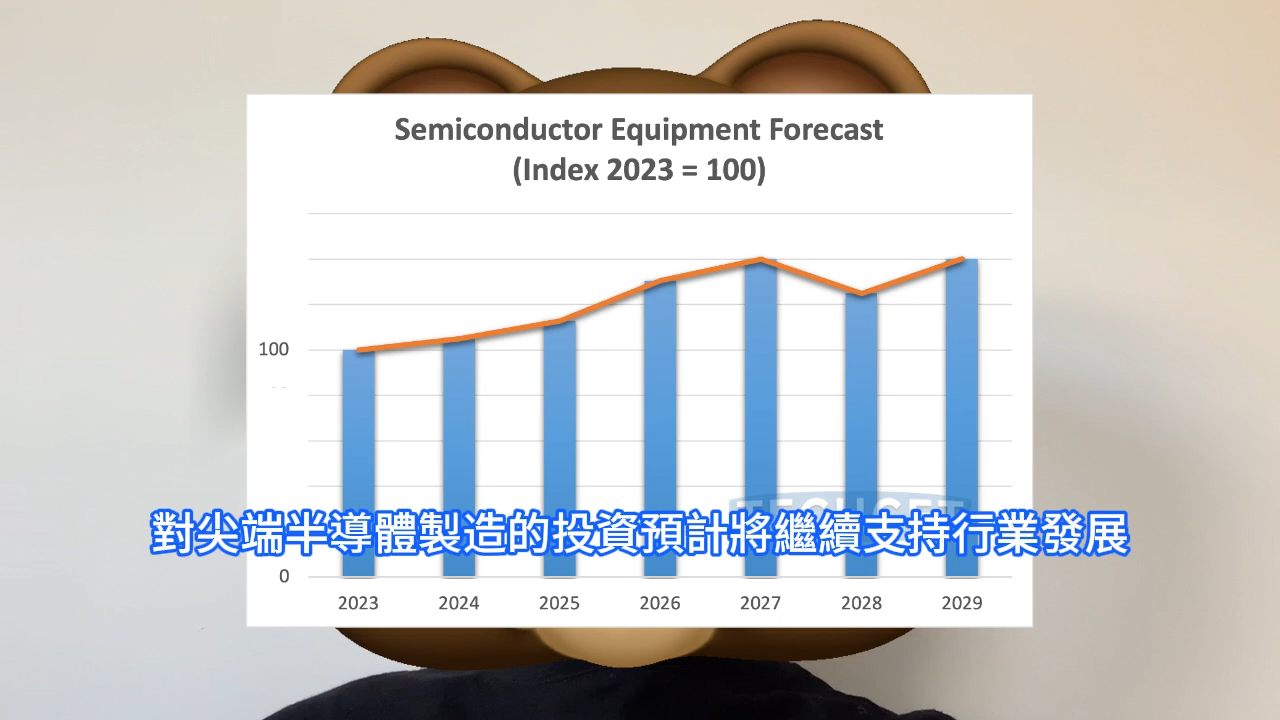 Semiconductor Equipment Forecast
(Index 2023 = 100)
100
對尖端半導體製造的投資預計將繼續支持行業發展
0
2023 2024 2025 2026 2027 2028 2029